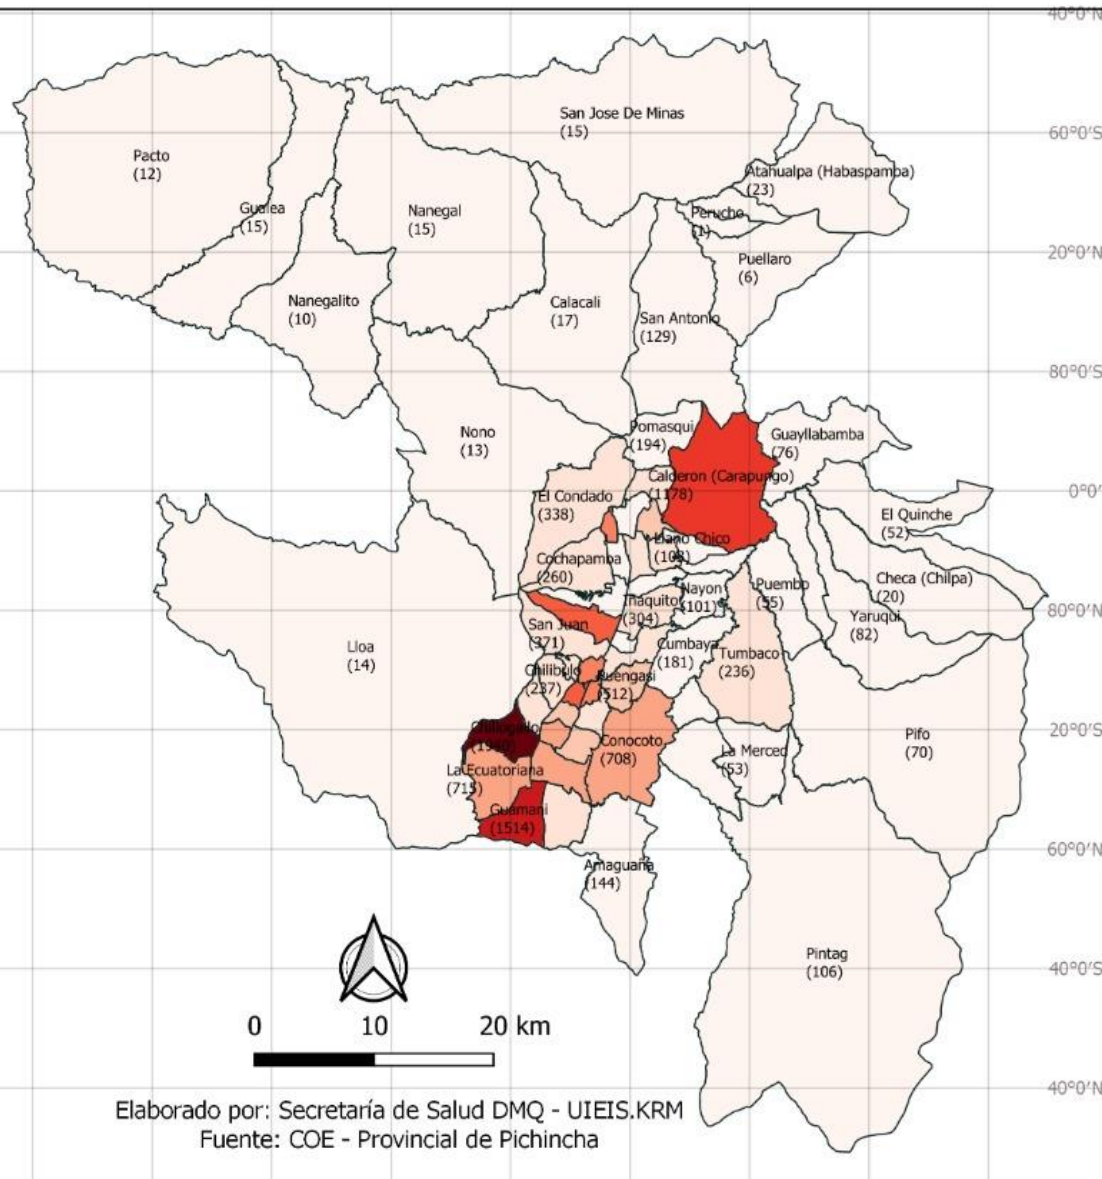 40°0'N
San Jose De Minas
(15)
60°0'S
Pacto
(12)
Atahualpa (Habaspamba)
(23)
Gualea
(15)
Nanegal
(15)
Perucho
(1)
20°0'N
Puellaro
(6)
Nanegalito
(10)
Calacali
(17)
San Antonio
(129)
80°0'S
Nono
(13)
Pomasqui
(194)
Guayllabamba
(76)
Calderon (Carapungo)
(1178)
0°0'
El Condado
(338)
El Quinche
(52)
Llano Chico
Cochapamba
(260)
Nayon
(101)
Puembo
(55)
Checa (Chilpa)
(20)
80°0'N
Iñaquito
(304)
Yaruqui
(82)
San Juan
(371)
Lloa
(14)
Cumbaya
(181)
Tumbaco
(236)
Chilibulo
(237)
Puengasi
(512)
20°0'S
Chillogallo
Conocoto
(708)
La Merced
(53)
Pifo
(70)
La Ecuatoriana
(715)
Guamani
(1514)
60°0'N
Amaguaña
(144)
Pintag
(106)
40°0'S
0 10 20 km
40°0'N
Elaborado por: Secretaría de Salud DMQ - UIEIS.KRM
Fuente: COE - Provincial de Pichincha